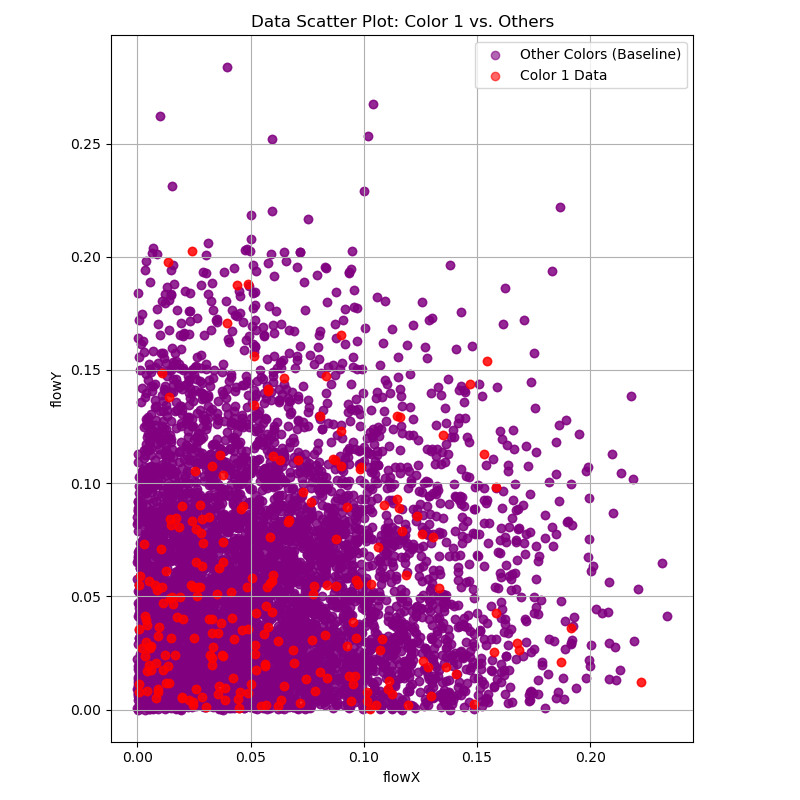 Data Scatter Plot: Color 1 vs. Others
Other Colors (Baseline)
Color 1 Data
flowY
0.25
0.20
0.15
0.10
0.05
0.00
0.00 0.05 0.10 0.15 0.20
flowX